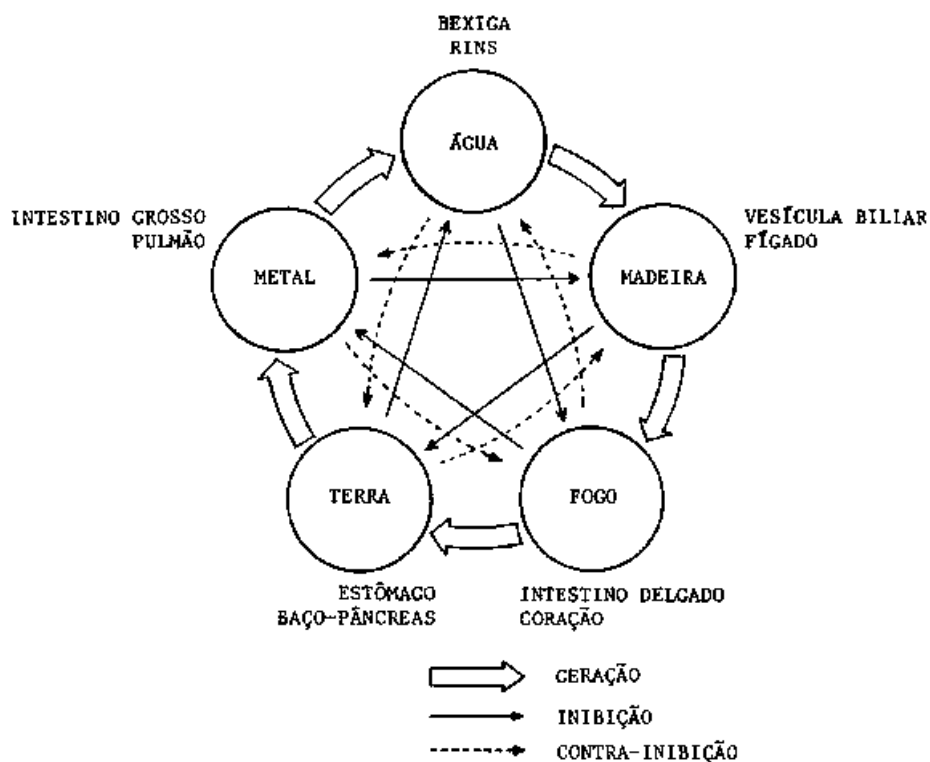 BEXIGA
RINS
ÁGUA
INTESTINO GROSSO
PULMÃO
VESÍCULA BILIAR
FÍGADO
METAL
MADEIRA
TERRA
FOGO
ESTÔMAGO
BAÇO-PÂNCREAS
INTESTINO DELGADO
CORAÇÃO
GERAÇÃO
INIBIÇÃO
CONTRA-INIBIÇÃO